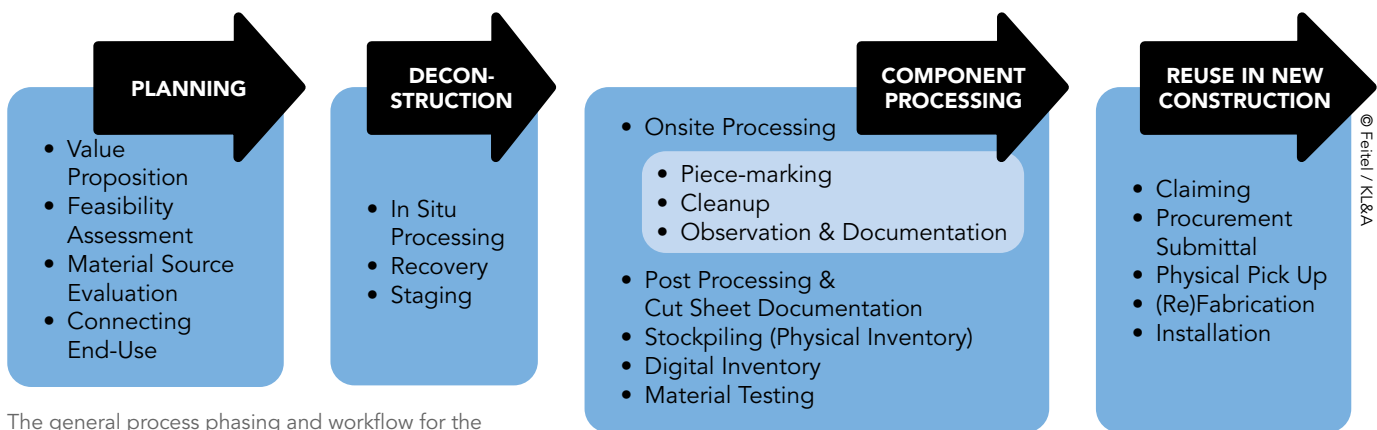 PLANNING
• Value
Proposition
• Feasibility
Assessment
• Material Source
Evaluation
• Connecting
End-Use
DECON-
STRUCTION
• In Situ
Processing
• Recovery
• Staging
COMPONENT
PROCESSING
• Onsite Processing
• Piece-marking
• Cleanup
• Observation & Documentation
• Post Processing &
Cut Sheet Documentation
• Stockpiling (Physical Inventory)
• Digital Inventory
• Material Testing
REUSE IN NEW
CONSTRUCTION
• Claiming
• Procurement
Submittal
• Physical Pick Up
• (Re)Fabrication
• Installation
© Feitel / KL&A
The general process phasing and workflow for the